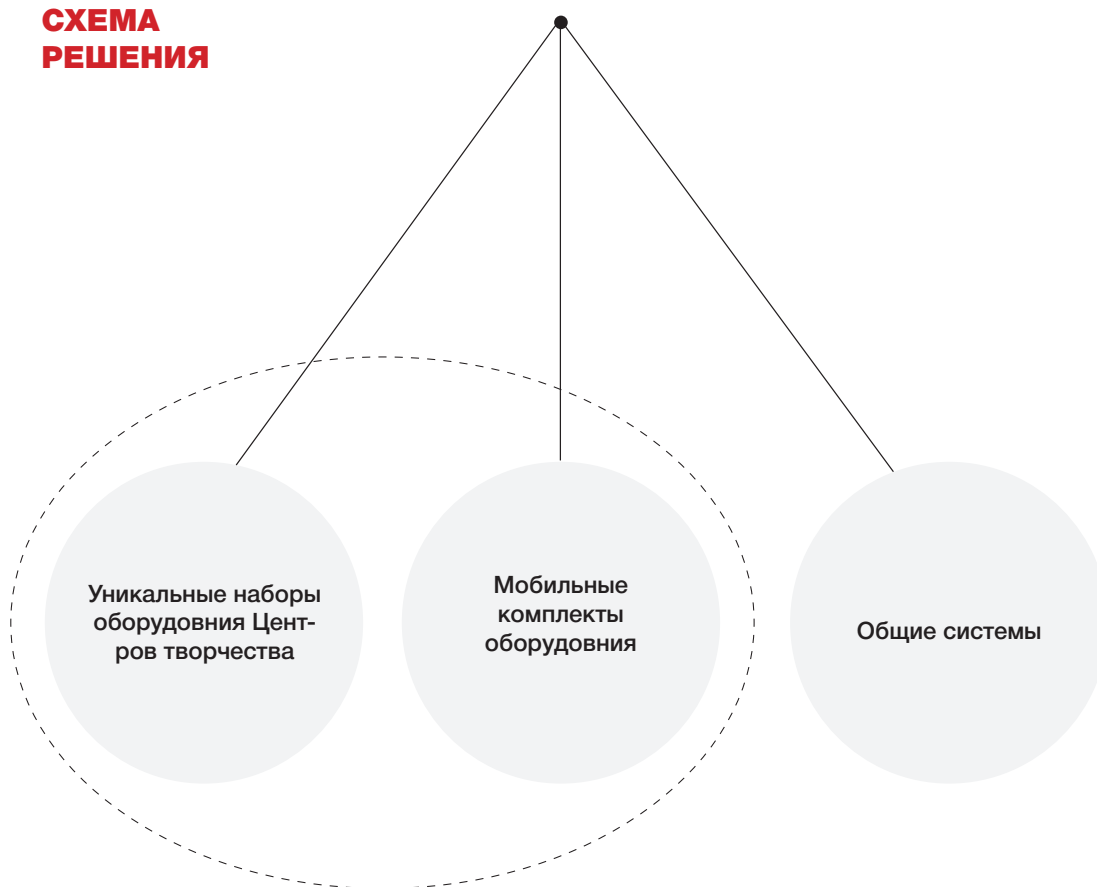 СХЕМА
РЕШЕНИЯ
Уникальные наборы
оборудовния Цент-
ров творчества
Мобильные
комплекты
оборудовния
Общие системы